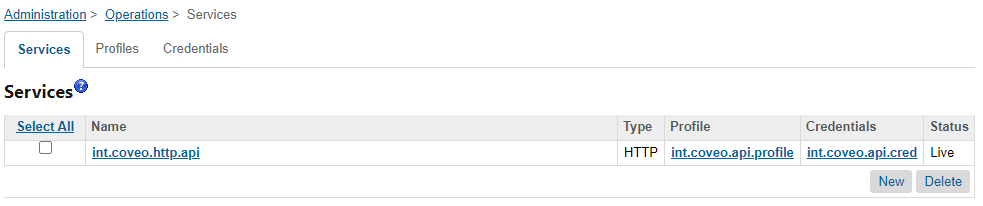 Administration > Operations > Services
Services Profiles Credentials
Services ?
Select All Name Type Profile Credentials Status
int.coveo.http.api HTTP int.coveo.api.profile int.coveo.api.cred Live
New Delete